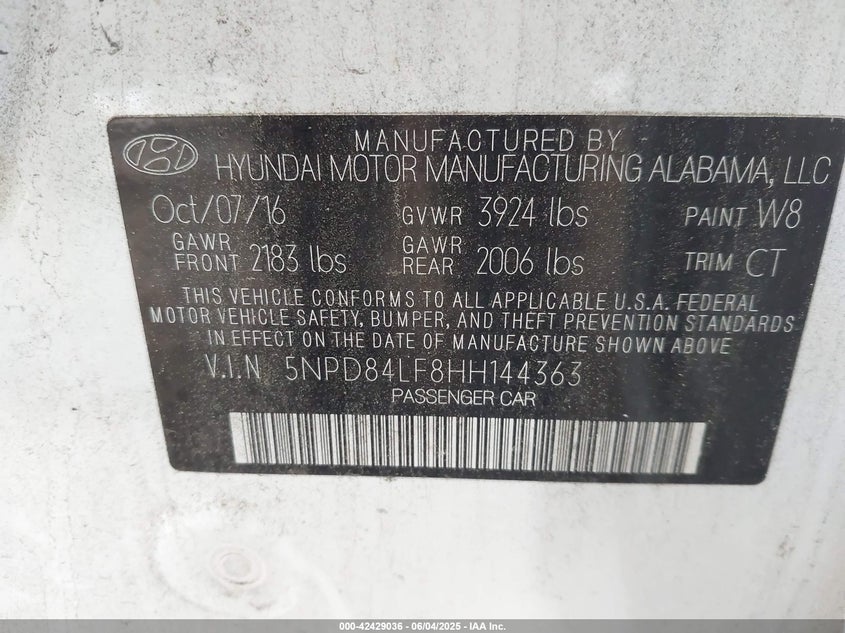 MANUFACTURED BY
HYUNDAI MOTOR MANUFACTURING ALABAMA, LLC
Oct/07/16 GVWR 3924 lbs PAINT W8
GAWR FRONT 2183 lbs GAWR REAR 2006 lbs TRIM CT
THIS VEHICLE CONFORMS TO ALL APPLICABLE U.S.A. FEDERAL
MOTOR VEHICLE SAFETY, BUMPER, AND THEFT PREVENTION STANDARDS
IN EFFECT ON THE DATE OF MANUFACTURE SHOWN ABOVE
V.I.N 5NPD84LF8HH144363
PASSENGER CAR
000-42429036 - 06/04/2025 - IAA Inc.